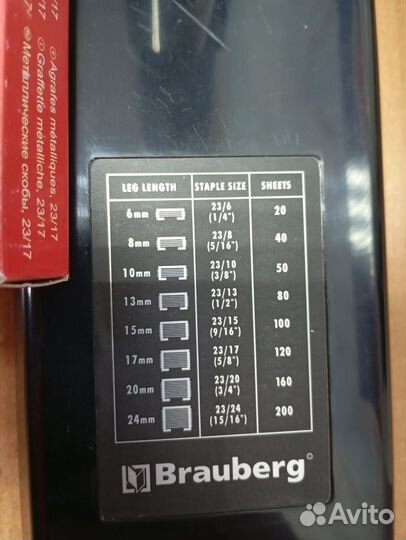 ® Agrafes métalliques, 23/17
® Graffette métalliche, 23/17
® Металлические скобы, 23/17
LEG LENGTH STAPLE SIZE SHEETS
6mm 23/6 (1/4") 20
8mm 23/8 (5/16") 40
10mm 23/10 (3/8") 50
13mm 23/13 (1/2") 80
15mm 23/15 (9/16") 100
17mm 23/17 (5/8") 120
20mm 23/20 (3/4") 160
24mm 23/24 (15/16") 200
Brauberg
Avito